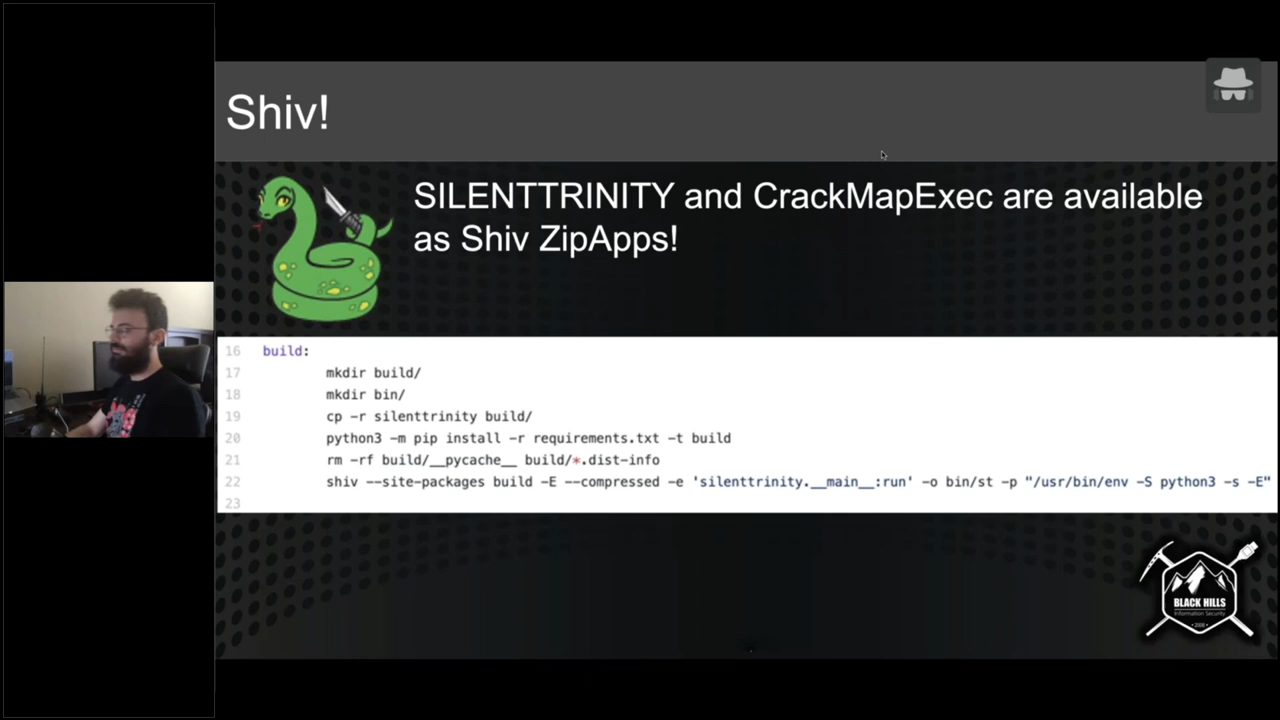 Shiv!
SILENTTRINITY and CrackMapExec are available
as Shiv ZipApps!
16 build:
17 mkdir build/
18 mkdir bin/
19 cp -r silenttrinity build/
20 python3 -m pip install -r requirements.txt -t build
21 rm -rf build/__pycache__ build/*.dist-info
22 shiv --site-packages build -E --compressed -e 'silenttrinity.__main__:run' -o bin/st -p "/usr/bin/env -S python3 -s -E"
23
BLACK HILLS
Information Security
• 2008 •